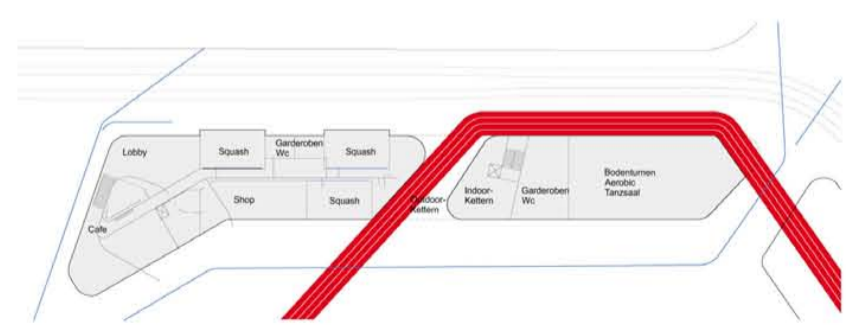 Lobby
Squash
Garderoben
Wc
Squash
Cafe
Shop
Squash
Outdoor-
Kettern
Indoor-
Kettern
Garderoben
Wc
Bodenturnen
Aerobic
Tanzsaal